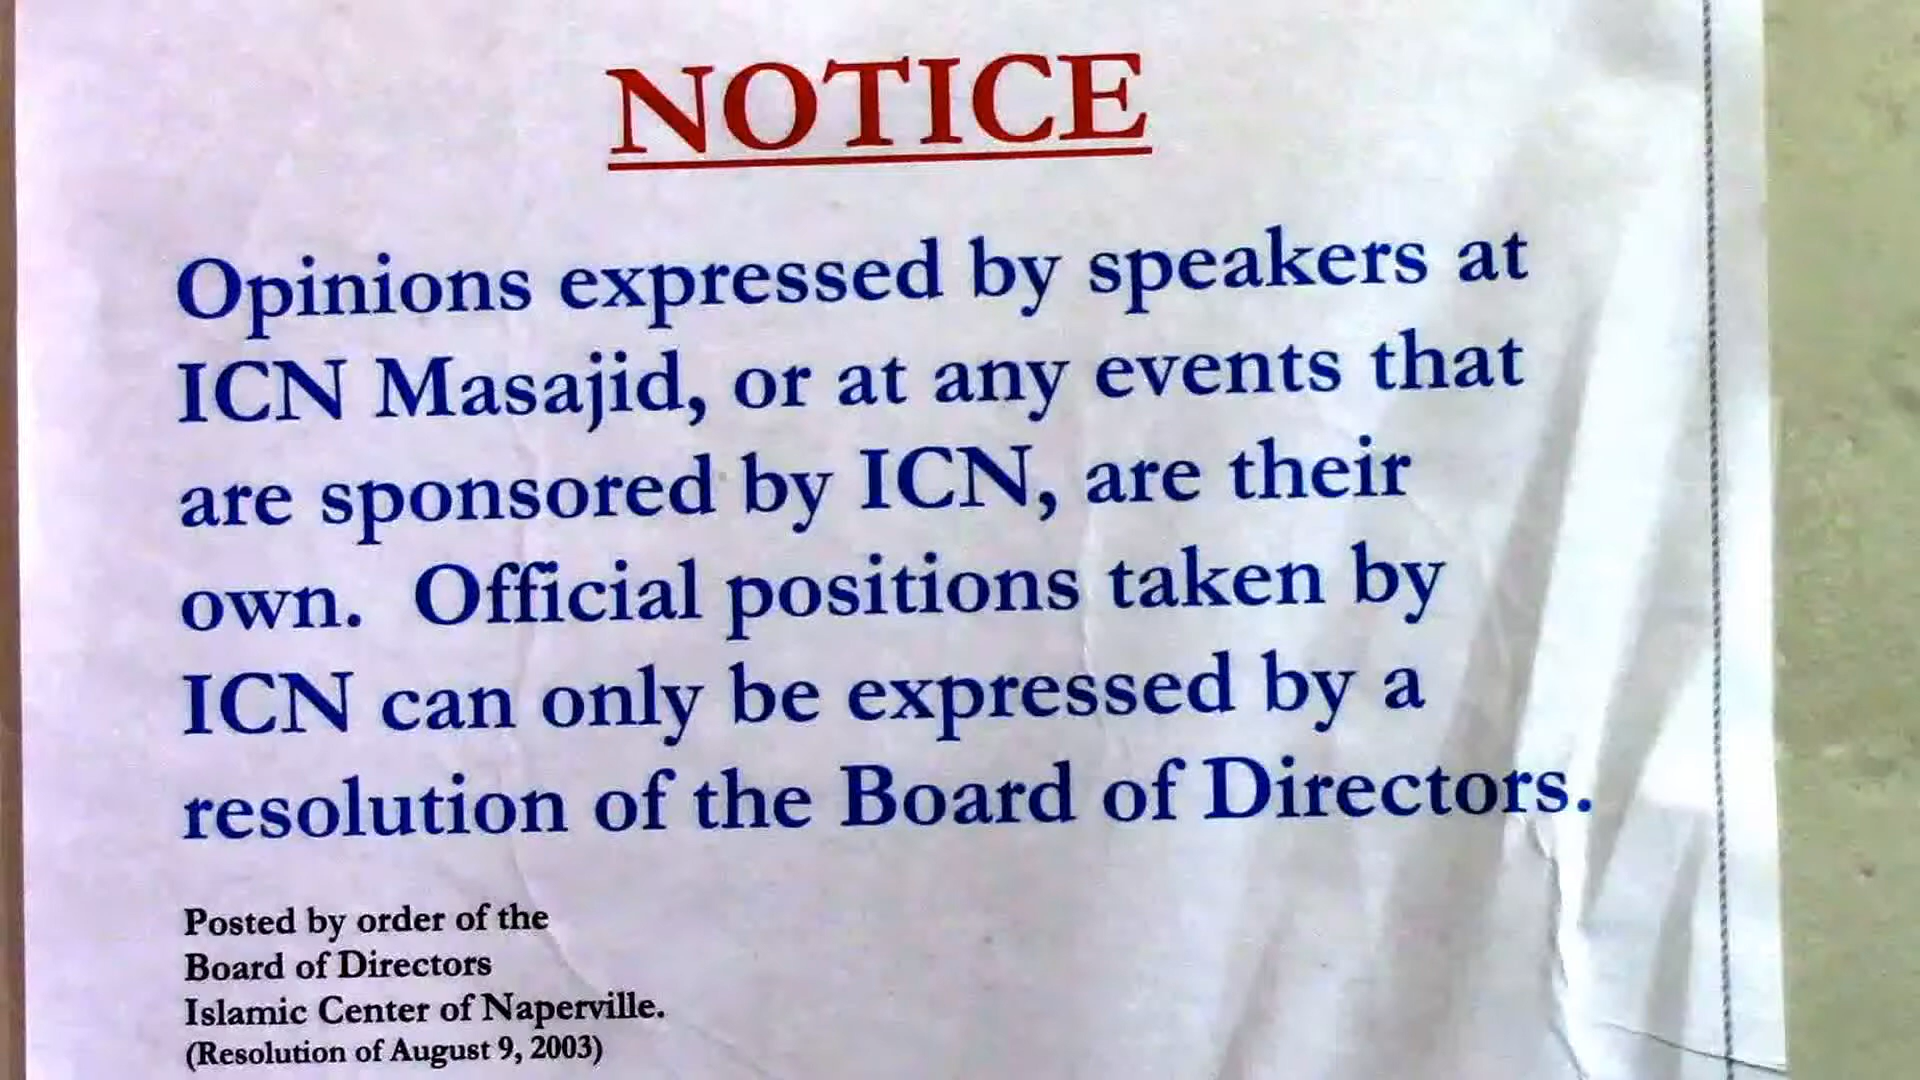 NOTICE
Opinions expressed by speakers at
ICN Masajid, or at any events that
are sponsored by ICN, are their
own.  Official positions taken by
ICN can only be expressed by a
resolution of the Board of Directors.
Posted by order of the
Board of Directors
Islamic Center of Naperville.
(Resolution of August 9, 2003)